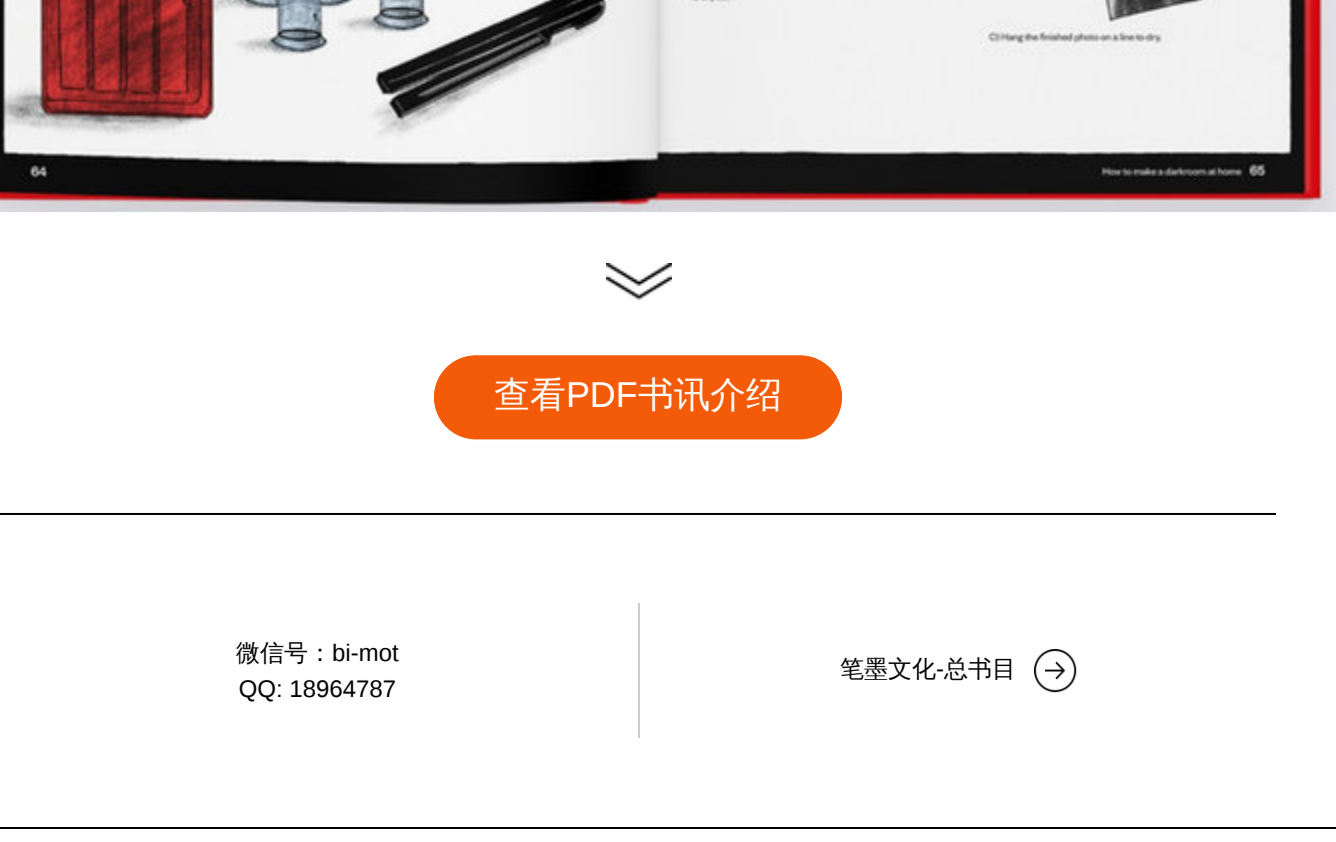 C) Hang the finished photo on a line to dry.
64
How to make a darkroom at home 65
查看PDF书讯介绍
微信号：bi-mot
QQ: 18964787
笔墨文化-总书目